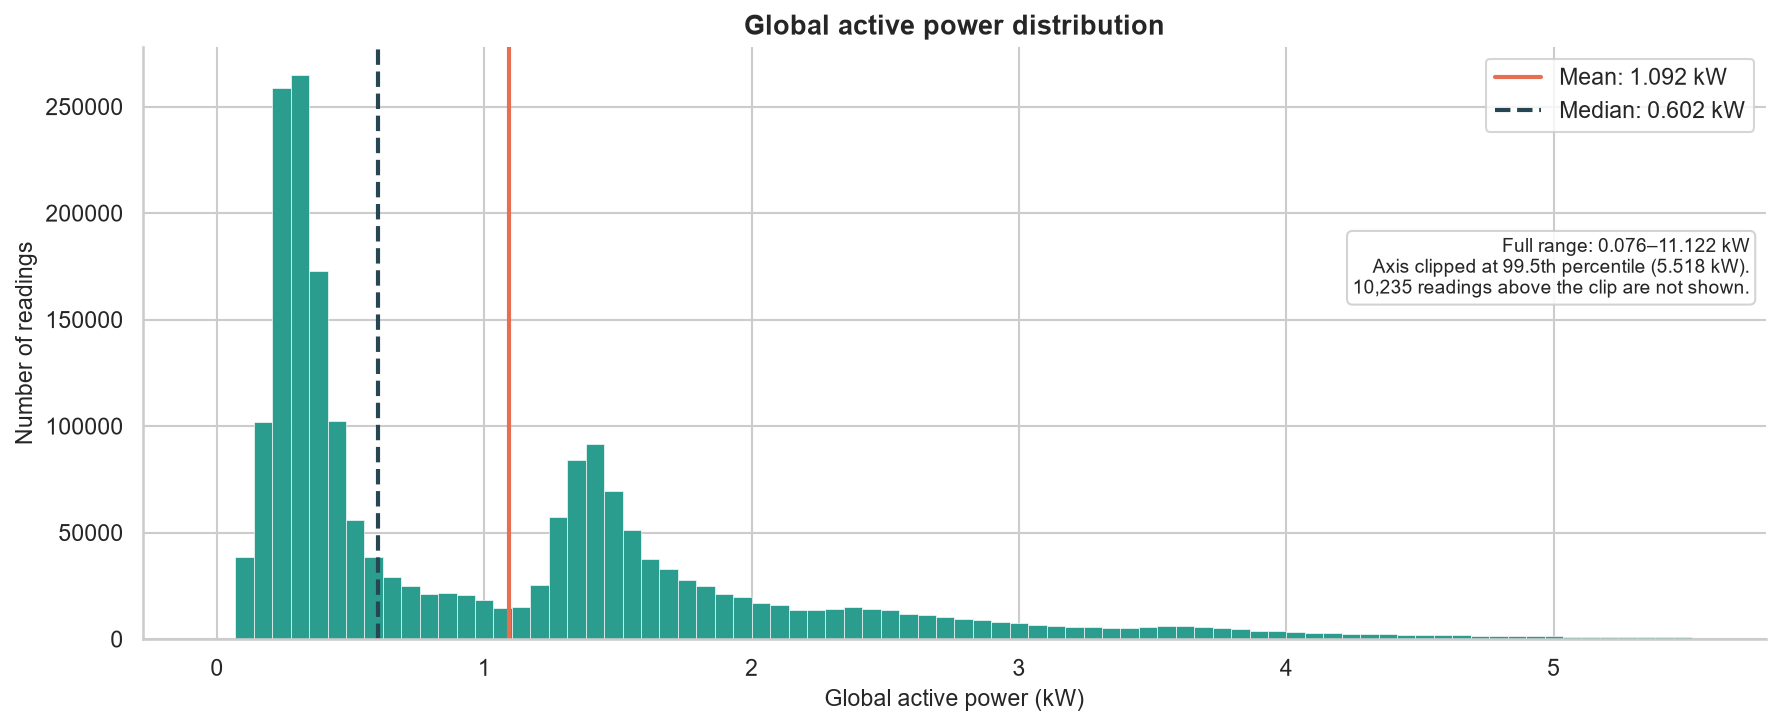 Global active power distribution
Mean: 1.092 kW
Median: 0.602 kW
Full range: 0.076–11.122 kW
Axis clipped at 99.5th percentile (5.518 kW).
10,235 readings above the clip are not shown.
Number of readings
250000
200000
150000
100000
50000
0
0 1 2 3 4 5
Global active power (kW)